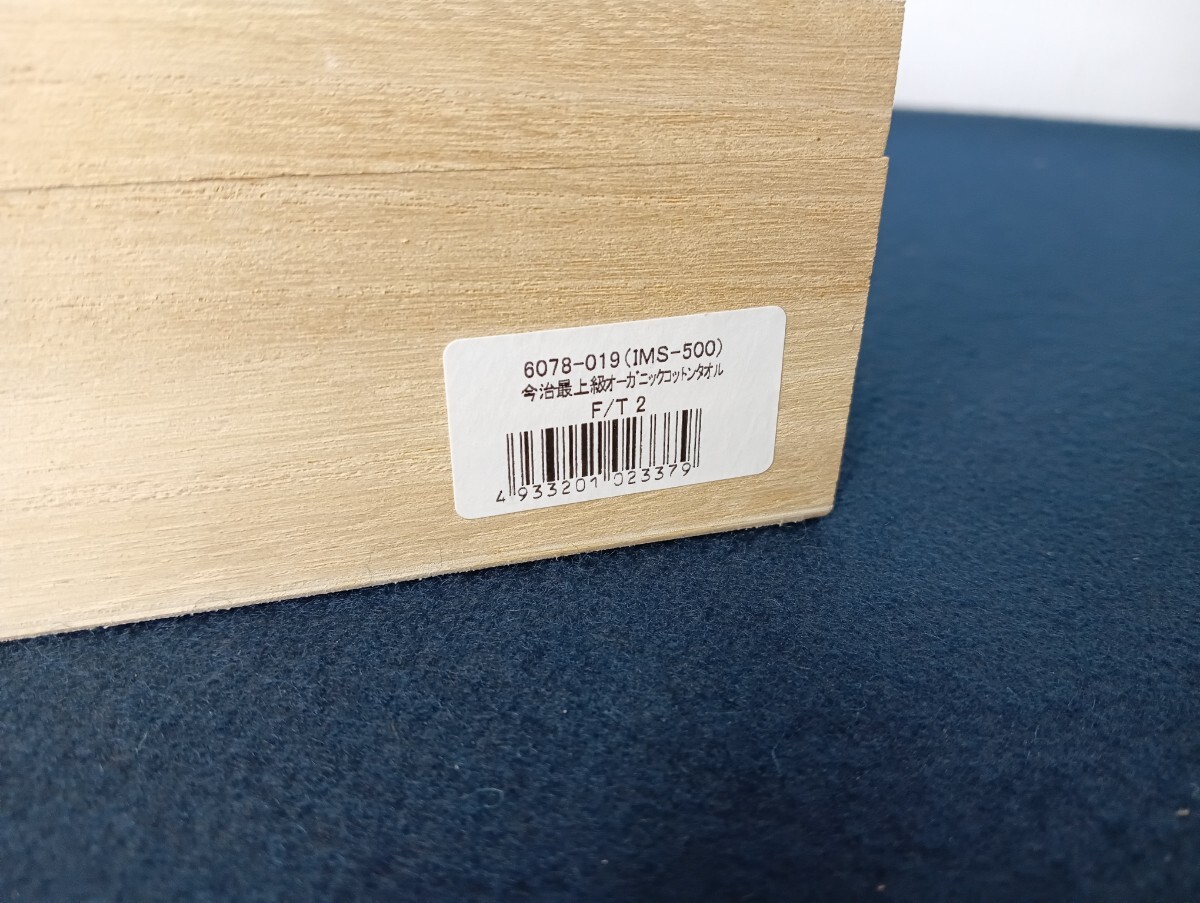 6078-019(IMS-500)
今治最上級オーガニックコットンタオル
F/T 2
4 933201 023379